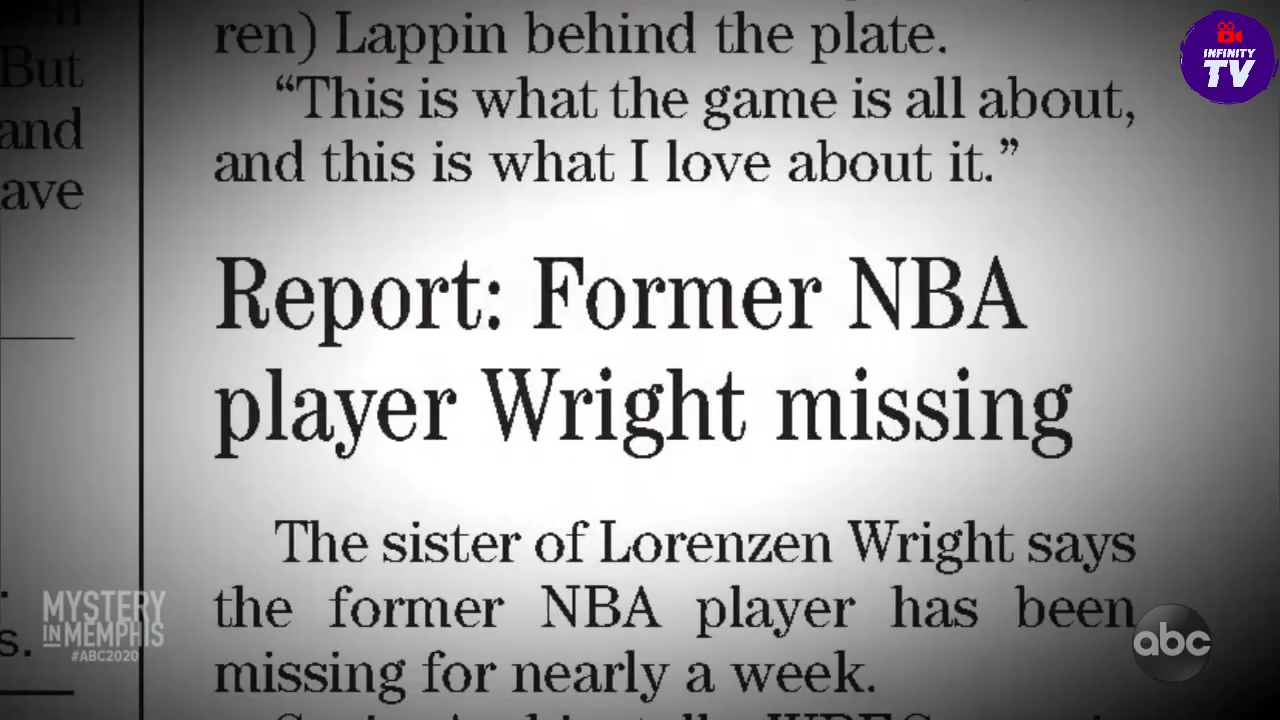 But
and
ave
s.
ren) Lappin behind the plate.
“This is what the game is all about,
and this is what I love about it.”
Report: Former NBA
player Wright missing
The sister of Lorenzen Wright says
the former NBA player has been
missing for nearly a week.
INFINITY
TV
MYSTERY
IN MEMPHIS
#ABC2020
abc